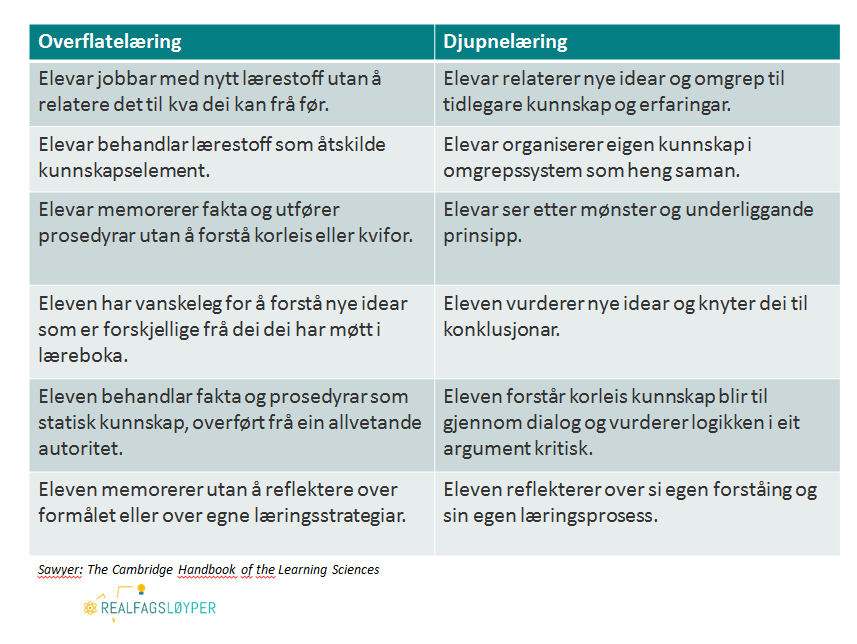 Overflatelæring
Djupnelæring
Elevar jobbar med nytt lærestoff utan å
relatere det til kva dei kan frå før.
Elevar relaterer nye idear og omgrep til
tidlegare kunnskap og erfaringar.
Elevar behandlar lærestoff som åtskilde
kunnskapselement.
Elevar organiserer eigen kunnskap i
omgrepssystem som heng saman.
Elevar memorerer fakta og utfører
prosedyrar utan å forstå korleis eller kvifor.
Elevar ser etter mønster og underliggande
prinsipp.
Eleven har vanskeleg for å forstå nye idear
som er forskjellige frå dei dei har møtt i
læreboka.
Eleven vurderer nye idear og knyter dei til
konklusjonar.
Eleven behandlar fakta og prosedyrar som
statisk kunnskap, overført frå ein allvetande
autoritet.
Eleven forstår korleis kunnskap blir til
gjennom dialog og vurderer logikken i eit
argument kritisk.
Eleven memorerer utan å reflektere over
formålet eller over egne læringsstrategiar.
Eleven reflekterer over si egen forståing og
sin egen læringsprosess.
Sawyer: The Cambridge Handbook of the Learning Sciences
REALFAGSLØYPER